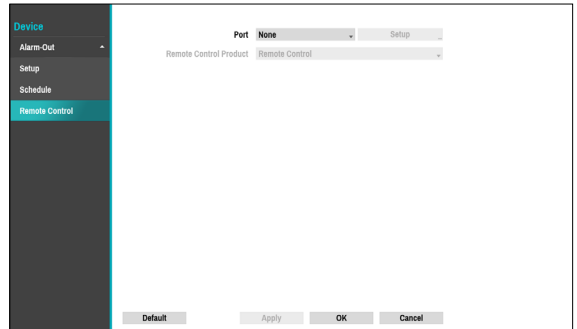 Device
Alarm-Out
Setup
Schedule
Remote Control
Port None Setup
Remote Control Product Remote Control
Default Apply OK Cancel